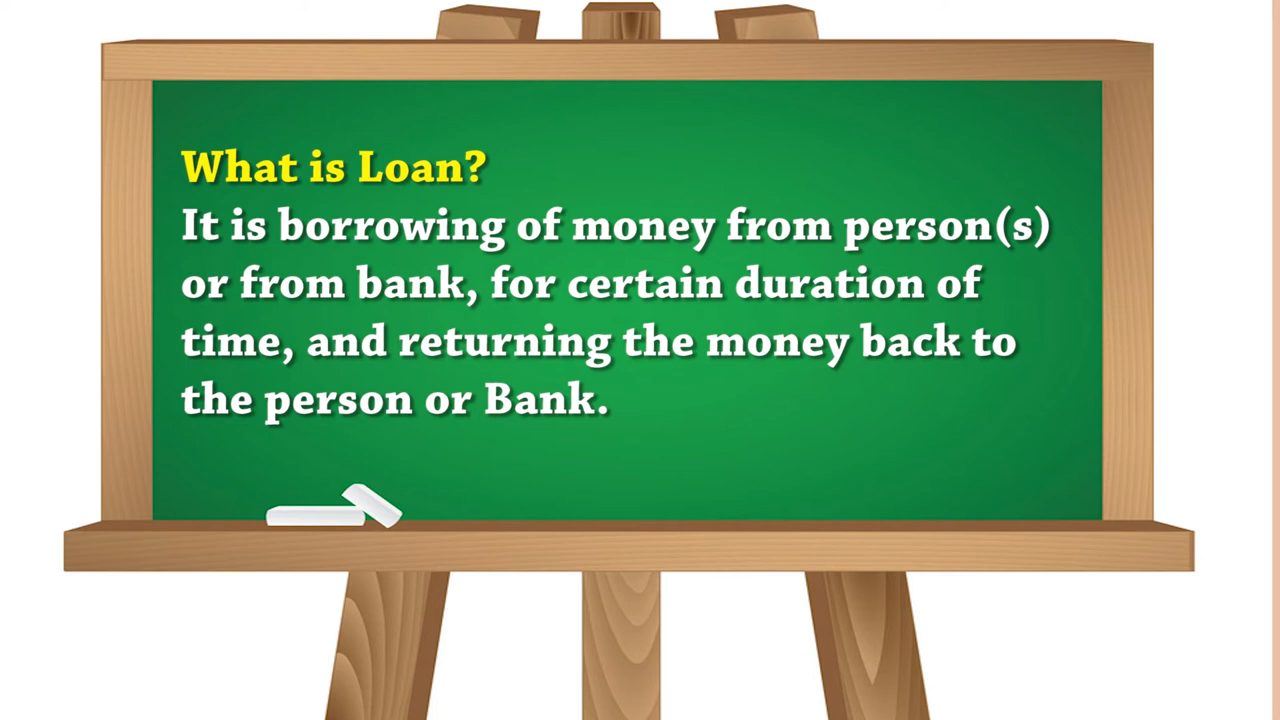 What is Loan?
It is borrowing of money from person(s)
or from bank, for certain duration of
time, and returning the money back to
the person or Bank.